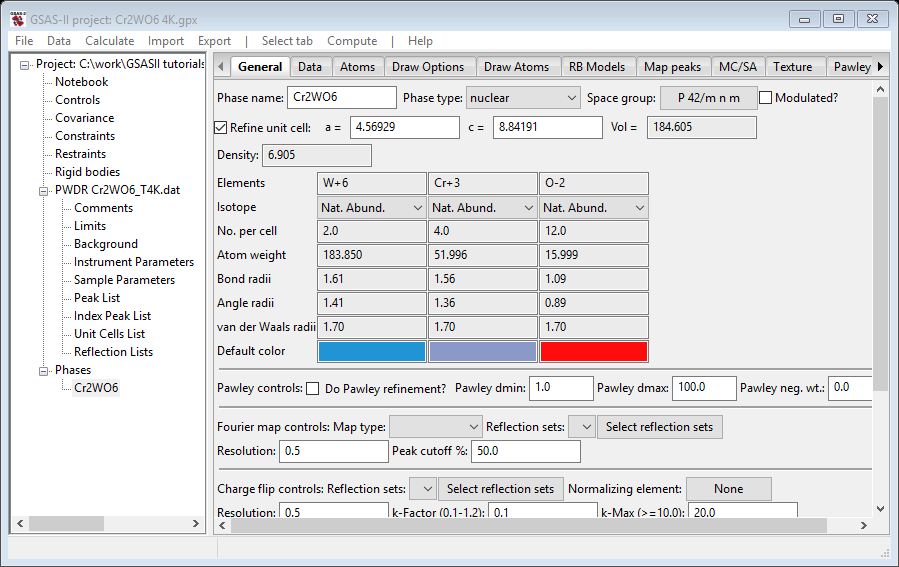 GSAS-II project: Cr2WO6 4K.gpx
File Data Calculate Import Export | Select tab Compute | Help
Project: C:\work\GSASII tutorials
Notebook
Controls
Covariance
Constraints
Restraints
Rigid bodies
PWDR Cr2WO6_T4K.dat
Comments
Limits
Background
Instrument Parameters
Sample Parameters
Peak List
Index Peak List
Unit Cells List
Reflection Lists
Phases
Cr2WO6
General Data Atoms Draw Options Draw Atoms RB Models Map peaks MC/SA Texture Pawley
Phase name: Cr2WO6 Phase type: nuclear Space group: P 42/m n m Modulated?
Refine unit cell: a = 4.56929 c = 8.84191 Vol = 184.605
Density: 6.905
Elements W+6 Cr+3 O-2
Isotope Nat. Abund. Nat. Abund. Nat. Abund.
No. per cell 2.0 4.0 12.0
Atom weight 183.850 51.996 15.999
Bond radii 1.61 1.56 1.09
Angle radii 1.41 1.36 0.89
van der Waals radii 1.70 1.70 1.70
Default color
Pawley controls: Do Pawley refinement? Pawley dmin: 1.0 Pawley dmax: 100.0 Pawley neg. wt.: 0.0
Fourier map controls: Map type: Reflection sets: Select reflection sets
Resolution: 0.5 Peak cutoff %: 50.0
Charge flip controls: Reflection sets: Select reflection sets Normalizing element: None
Resolution: 0.5 k-Factor (0.1-1.2): 0.1 k-Max (>=10.0): 20.0